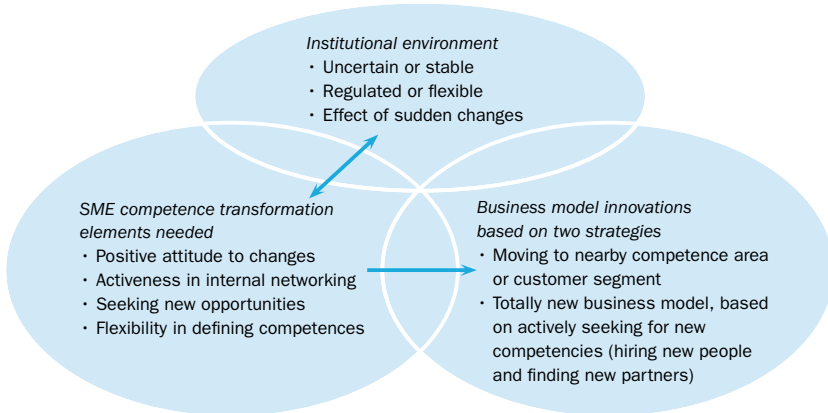 Institutional environment
· Uncertain or stable
· Regulated or flexible
· Effect of sudden changes
SME competence transformation
elements needed
· Positive attitude to changes
· Activeness in internal networking
· Seeking new opportunities
· Flexibility in defining competences
Business model innovations
based on two strategies
· Moving to nearby competence area
or customer segment
· Totally new business model, based
on actively seeking for new
competencies (hiring new people
and finding new partners)